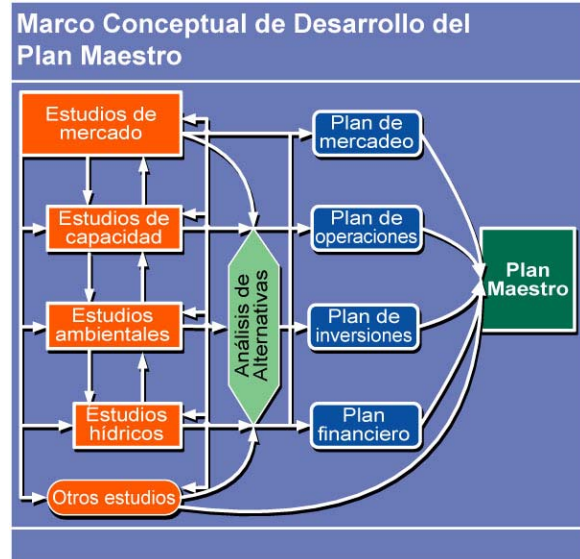 Marco Conceptual de Desarrollo del
Plan Maestro
Estudios de
mercado
Plan de
mercadeo
Estudios de
capacidad
Plan de
operaciones
Análisis de
Alternativas
Plan
Maestro
Estudios
ambientales
Plan de
inversiones
Estudios
hídricos
Plan
financiero
Otros estudios